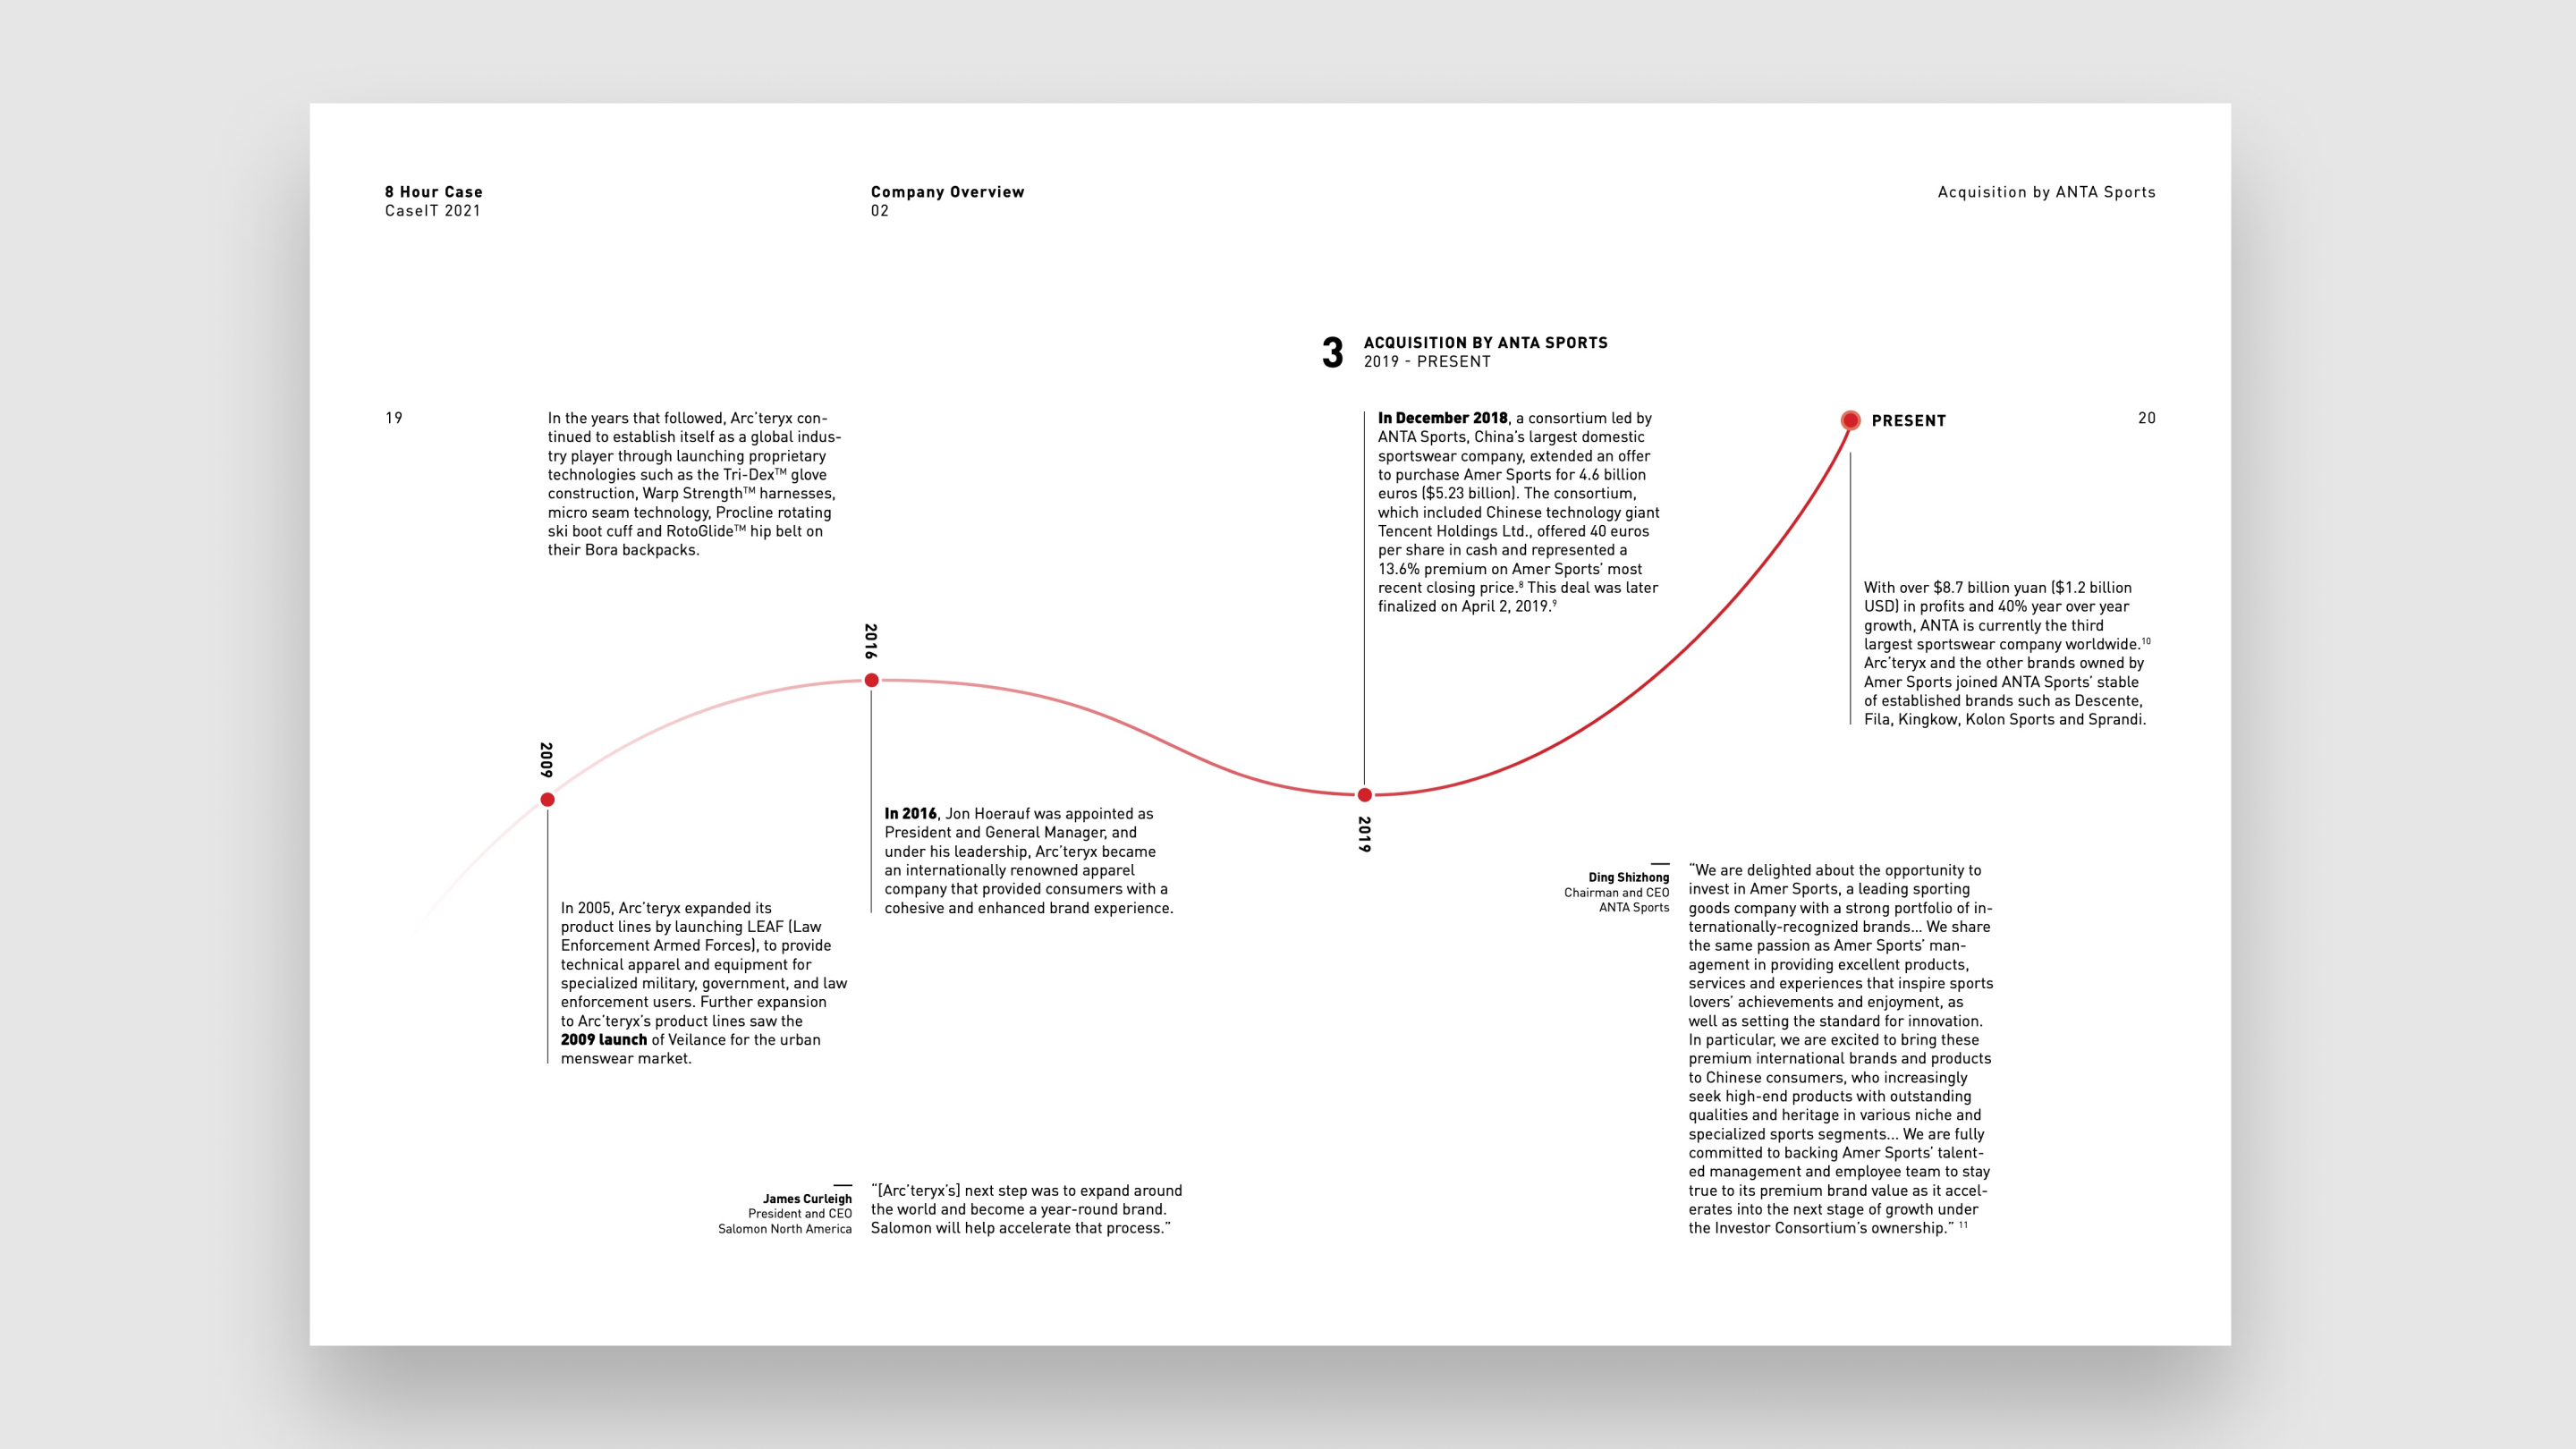 8 Hour Case
CaseIT 2021
Company Overview
02
Acquisition by ANTA Sports
19
In the years that followed, Arc'teryx con-
tinued to establish itself as a global indus-
try player through launching proprietary
technologies such as the Tri-Dex™ glove
construction, Warp Strength™ harnesses,
micro seam technology, Procline rotating
ski boot cuff and RotoGlide™ hip belt on
their Bora backpacks.
2009
In 2005, Arc'teryx expanded its
product lines by launching LEAF (Law
Enforcement Armed Forces), to provide
technical apparel and equipment for
specialized military, government, and law
enforcement users. Further expansion
to Arc'teryx's product lines saw the
2009 launch of Veilance for the urban
menswear market.
2016
In 2016, Jon Hoerauf was appointed as
President and General Manager, and
under his leadership, Arc'teryx became
an internationally renowned apparel
company that provided consumers with a
cohesive and enhanced brand experience.
James Curleigh
President and CEO
Salomon North America
“[Arc'teryx's] next step was to expand around
the world and become a year-round brand.
Salomon will help accelerate that process.”
3
ACQUISITION BY ANTA SPORTS
2019 - PRESENT
In December 2018, a consortium led by
ANTA Sports, China's largest domestic
sportswear company, extended an offer
to purchase Amer Sports for 4.6 billion
euros ($5.23 billion). The consortium,
which included Chinese technology giant
Tencent Holdings Ltd., offered 40 euros
per share in cash and represented a
13.6% premium on Amer Sports' most
recent closing price.⁸ This deal was later
finalized on April 2, 2019.⁹
2019
PRESENT
20
With over $8.7 billion yuan ($1.2 billion
USD) in profits and 40% year over year
growth, ANTA is currently the third
largest sportswear company worldwide.¹⁰
Arc'teryx and the other brands owned by
Amer Sports joined ANTA Sports' stable
of established brands such as Descente,
Fila, Kingkow, Kolon Sports and Sprandi.
Ding Shizhong
Chairman and CEO
ANTA Sports
“We are delighted about the opportunity to
invest in Amer Sports, a leading sporting
goods company with a strong portfolio of in-
ternationally-recognized brands... We share
the same passion as Amer Sports' man-
agement in providing excellent products,
services and experiences that inspire sports
lovers' achievements and enjoyment, as
well as setting the standard for innovation.
In particular, we are excited to bring these
premium international brands and products
to Chinese consumers, who increasingly
seek high-end products with outstanding
qualities and heritage in various niche and
specialized sports segments... We are fully
committed to backing Amer Sports' talent-
ed management and employee team to stay
true to its premium brand value as it accel-
erates into the next stage of growth under
the Investor Consortium's ownership.” ¹¹